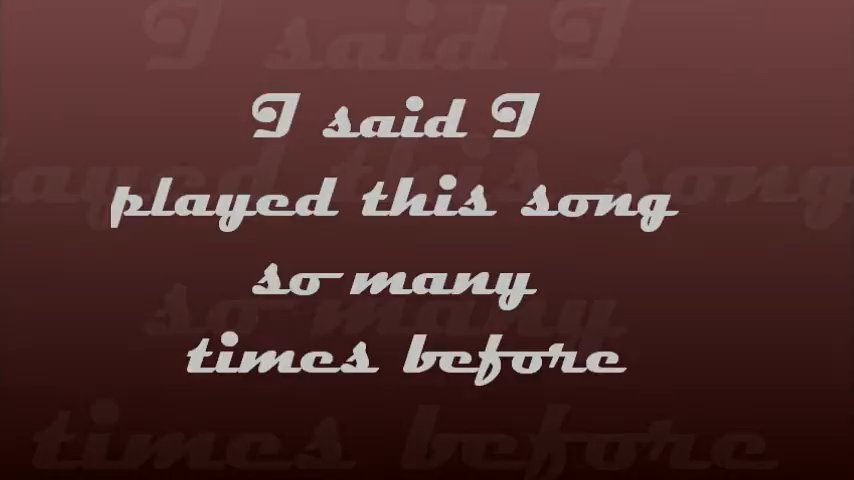 I said I
played this song
so many
times before